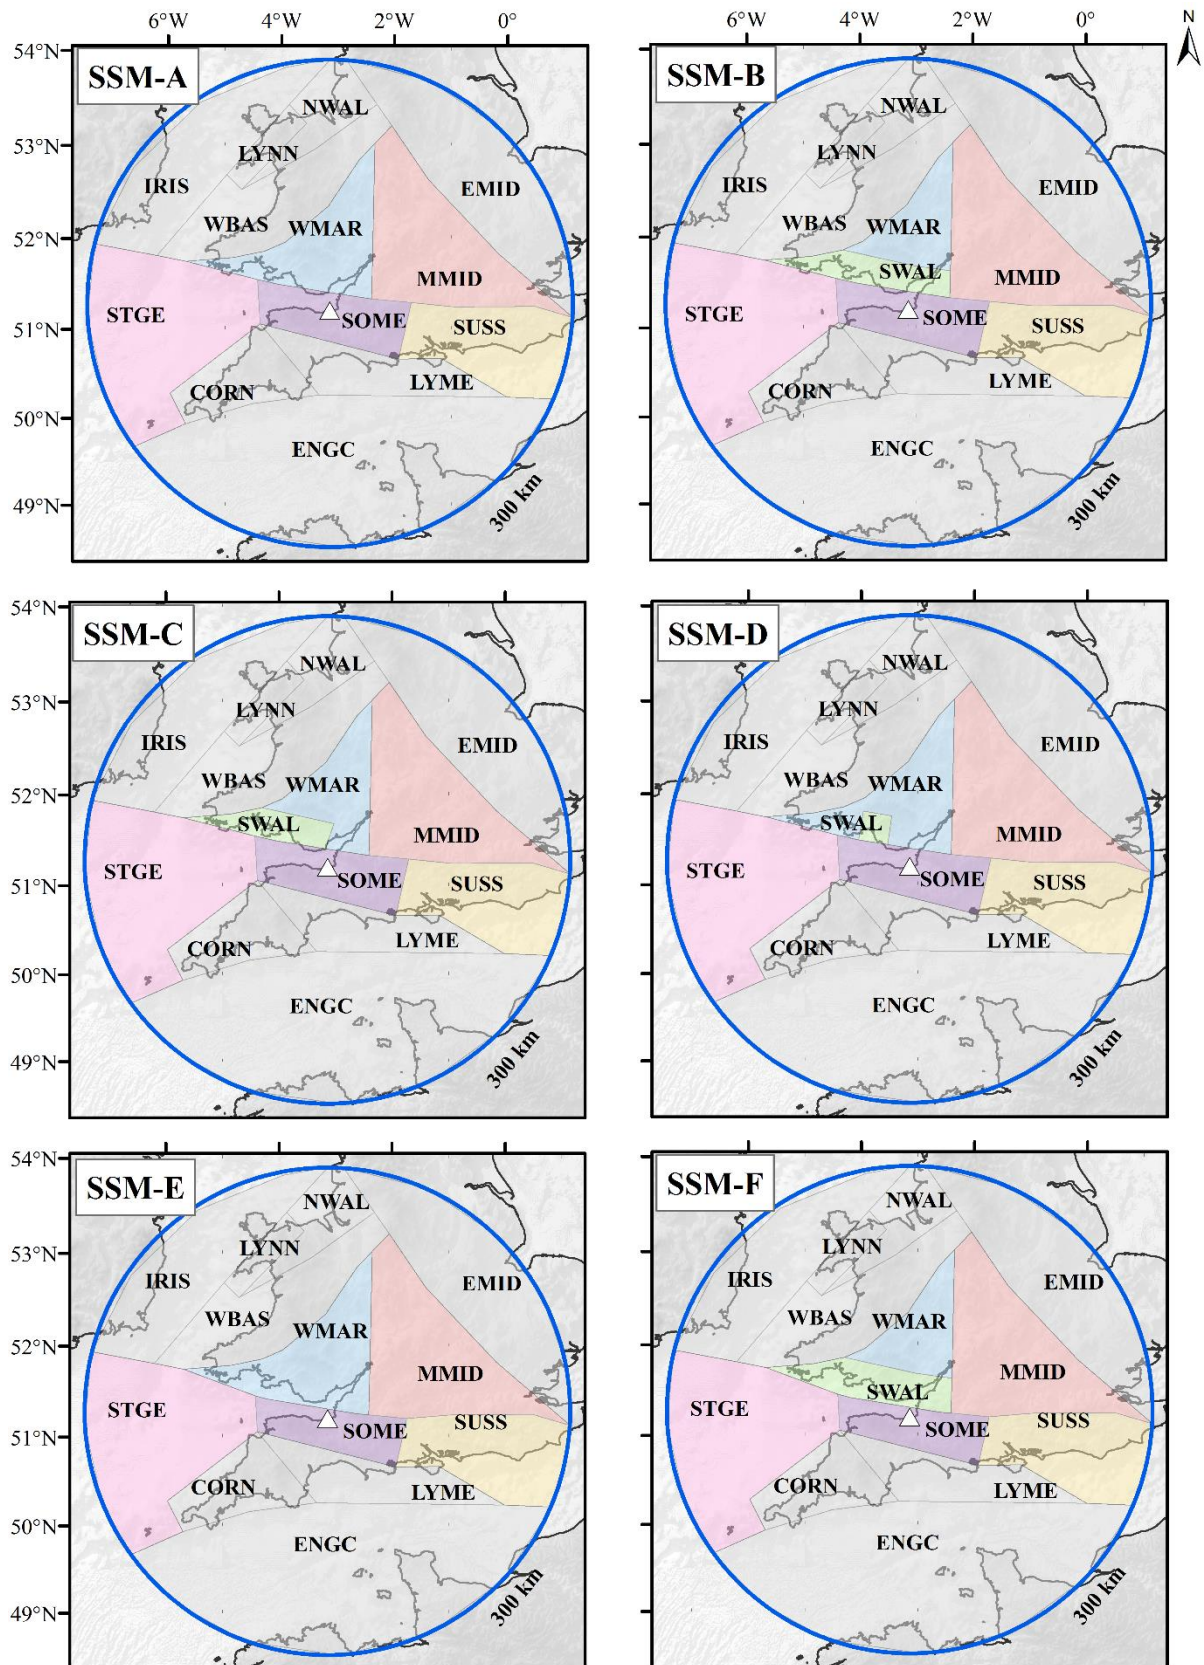 6°W 4°W 2°W 0° 6°W 4°W 2°W 0° N
54°N
SSM-A
NWAL
53°N
LYNN
IRIS
EMID
WBAS
WMAR
52°N
MMID
STGE
51°N
SOME
SUSS
CORN
LYME
50°N
ENGC
49°N
300 km
SSM-B
NWAL
LYNN
IRIS
EMID
WBAS
WMAR
SWAL
MMID
STGE
SOME
SUSS
CORN
LYME
ENGC
300 km
54°N
SSM-C
NWAL
53°N
LYNN
IRIS
EMID
WBAS
WMAR
52°N
SWAL
MMID
STGE
51°N
SOME
SUSS
CORN
LYME
50°N
ENGC
49°N
300 km
SSM-D
NWAL
LYNN
IRIS
EMID
WBAS
WMAR
SWAL
MMID
STGE
SOME
SUSS
CORN
LYME
ENGC
300 km
54°N
SSM-E
NWAL
53°N
LYNN
IRIS
EMID
WBAS
WMAR
52°N
MMID
STGE
SUSS
51°N
SOME
CORN
LYME
50°N
ENGC
49°N
300 km
SSM-F
NWAL
LYNN
IRIS
EMID
WBAS
WMAR
MMID
SWAL
STGE
SUSS
SOME
CORN
LYME
ENGC
300 km